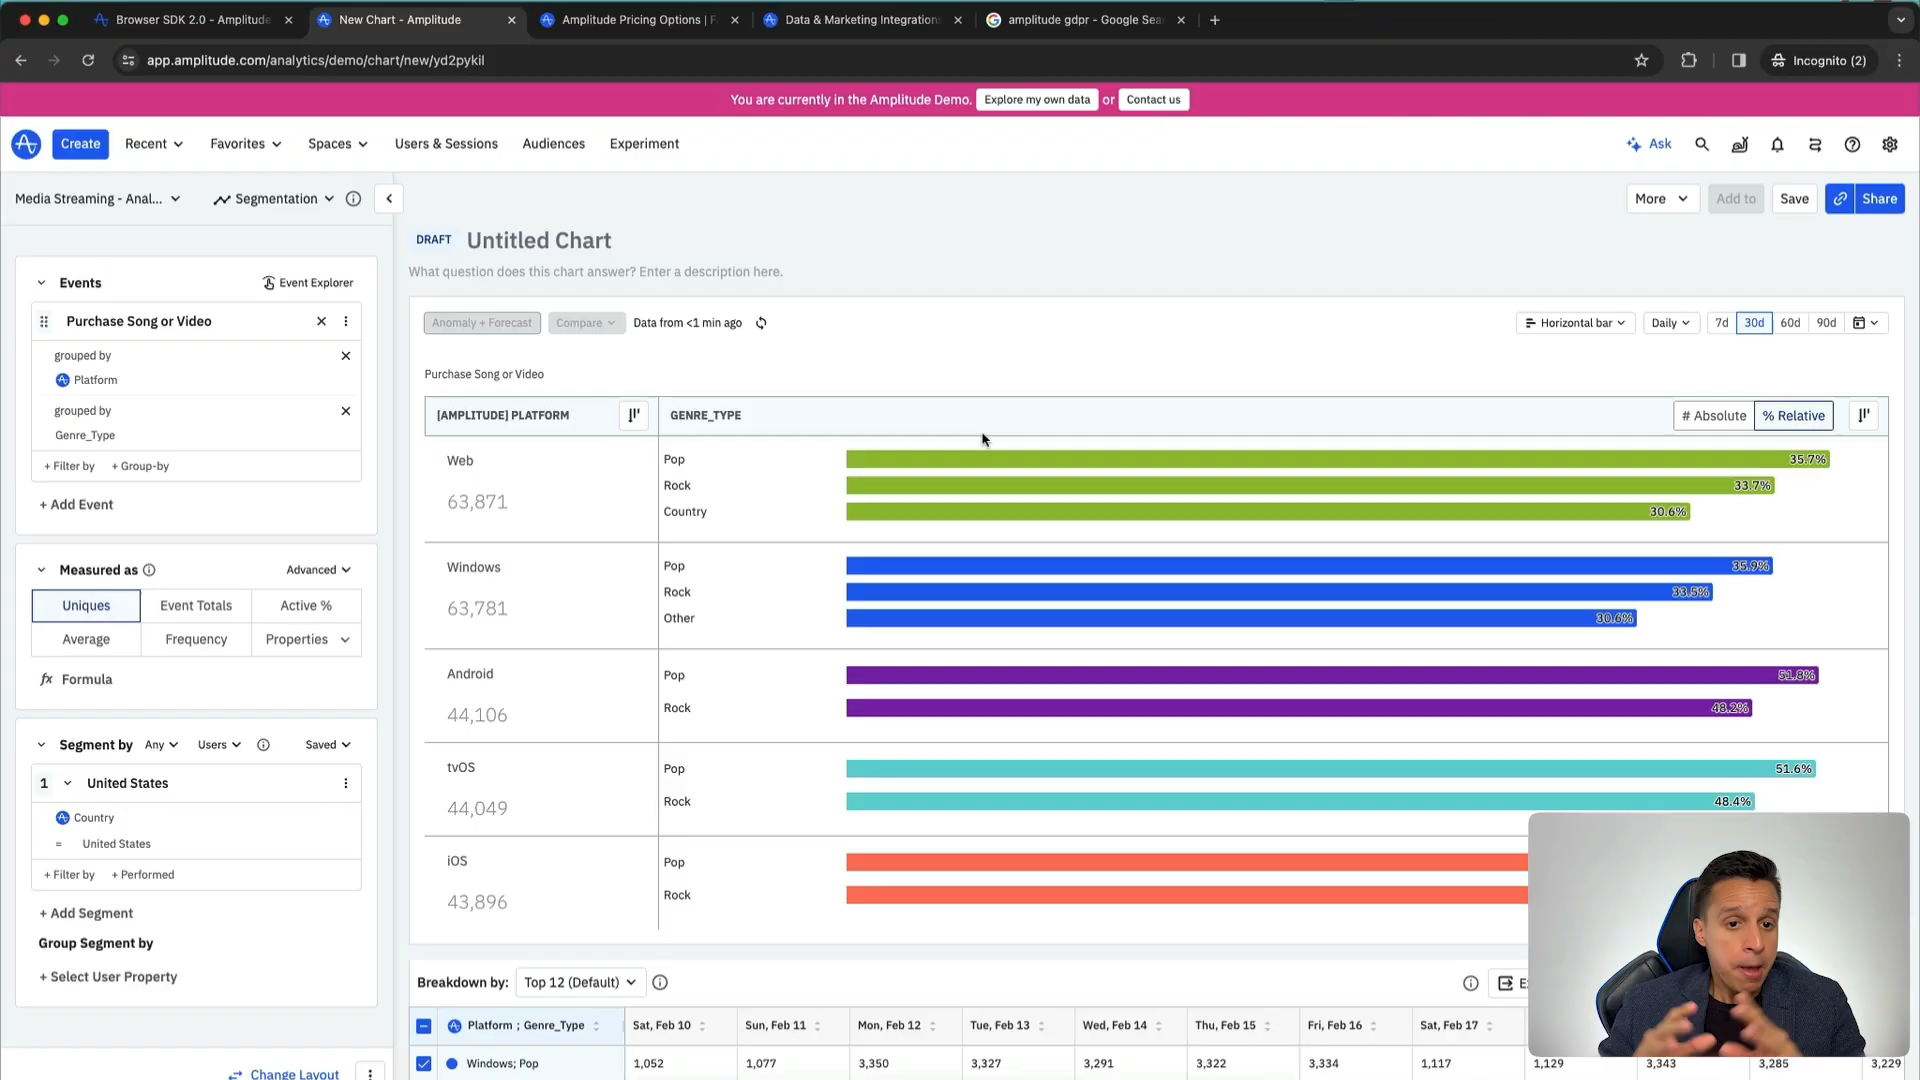 Browser SDK 2.0 - Amplitude
New Chart - Amplitude
Amplitude Pricing Options | F
Data & Marketing Integrations
amplitude gdpr - Google Sea
app.amplitude.com/analytics/demo/chart/new/yd2pykil
Incognito (2)
You are currently in the Amplitude Demo. Explore my own data or Contact us
Create Recent Favorites Spaces Users & Sessions Audiences Experiment Ask
Media Streaming - Anal... Segmentation More Add to Save Share
DRAFT Untitled Chart
What question does this chart answer? Enter a description here.
Events Event Explorer
Purchase Song or Video
grouped by
Platform
grouped by
Genre_Type
+ Filter by + Group-by
+ Add Event
Measured as Advanced
Uniques Event Totals Active %
Average Frequency Properties
fx Formula
Segment by Any Users Saved
1 United States
Country
= United States
+ Filter by + Performed
+ Add Segment
Group Segment by
+ Select User Property
Change Layout
Anomaly + Forecast Compare Data from <1 min ago Horizontal bar Daily 7d 30d 60d 90d
Purchase Song or Video
[AMPLITUDE] PLATFORM GENRE_TYPE # Absolute % Relative
Web
63,871
Pop 35.7%
Rock 33.7%
Country 30.6%
Windows
63,781
Pop 35.9%
Rock 33.5%
Other 30.6%
Android
44,106
Pop 51.8%
Rock 48.2%
tvOS
44,049
Pop 51.6%
Rock 48.4%
iOS
43,896
Pop
Rock
Breakdown by: Top 12 (Default)
Platform ; Genre_Type Sat, Feb 10 Sun, Feb 11 Mon, Feb 12 Tue, Feb 13 Wed, Feb 14 Thu, Feb 15 Fri, Feb 16 Sat, Feb 17
Windows; Pop 1,052 1,077 3,350 3,327 3,291 3,322 3,334 1,117 1,129 3,343 3,285 3,229